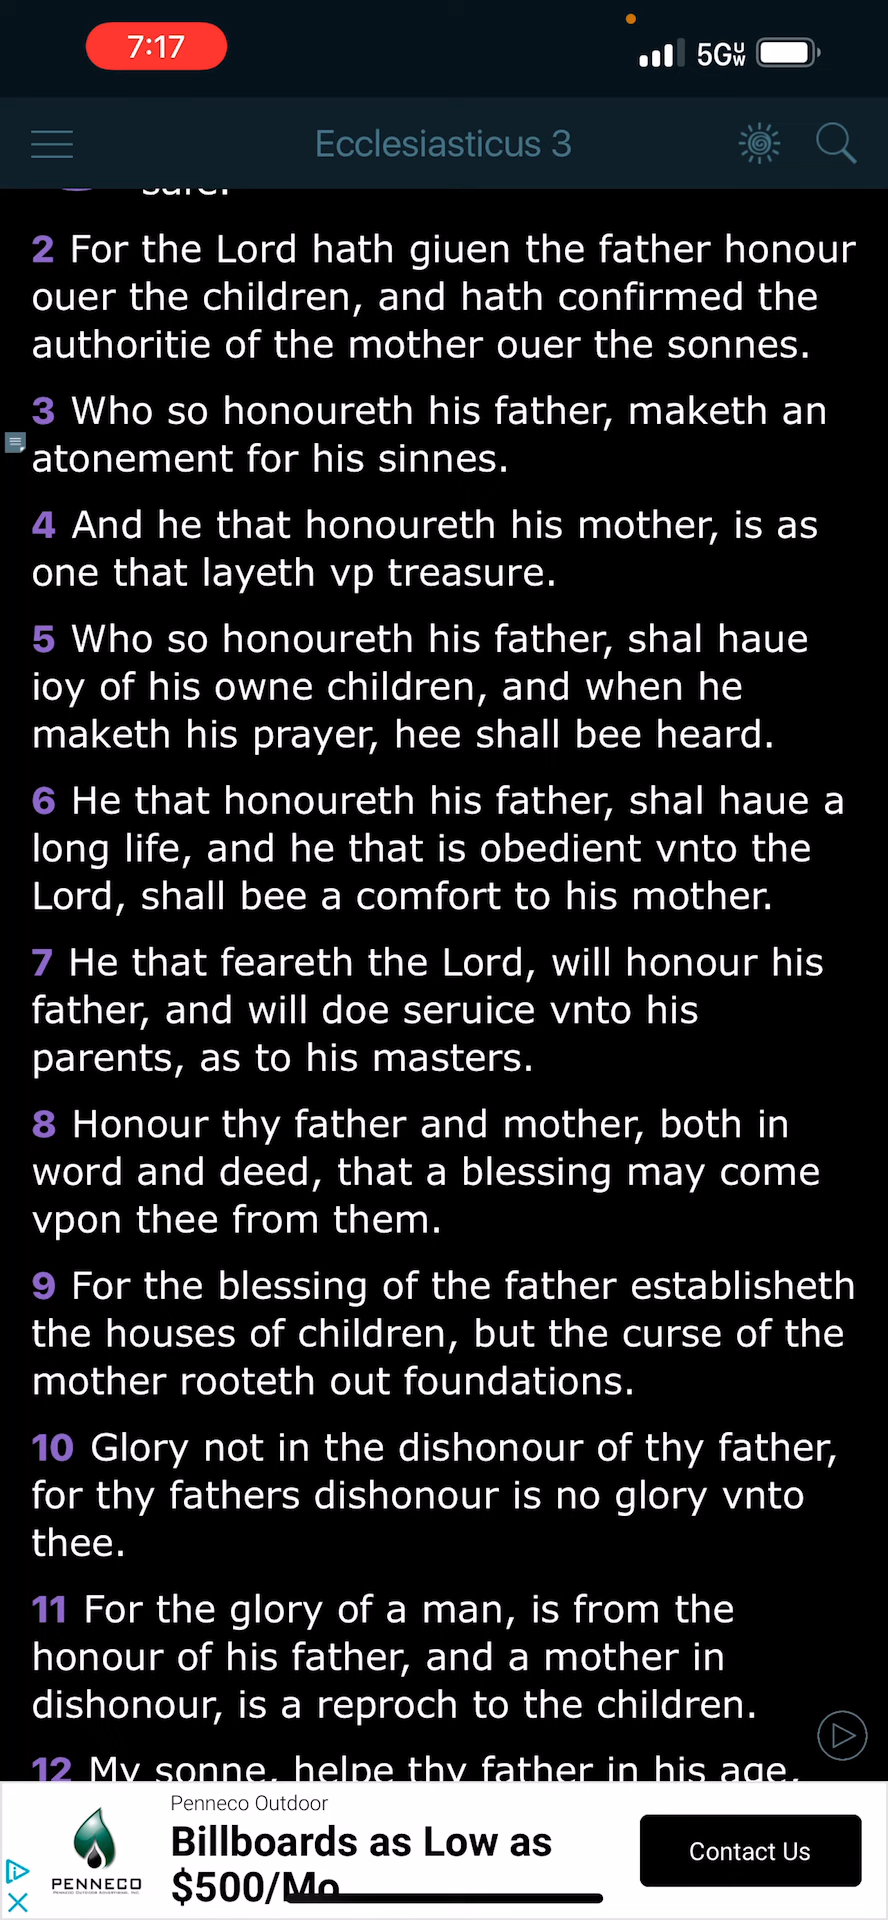 7:17
5GUW
Ecclesiasticus 3
safe.
2 For the Lord hath giuen the father honour
ouer the children, and hath confirmed the
authoritie of the mother ouer the sonnes.
3 Who so honoureth his father, maketh an
atonement for his sinnes.
4 And he that honoureth his mother, is as
one that layeth vp treasure.
5 Who so honoureth his father, shal haue
ioy of his owne children, and when he
maketh his prayer, hee shall bee heard.
6 He that honoureth his father, shal haue a
long life, and he that is obedient vnto the
Lord, shall bee a comfort to his mother.
7 He that feareth the Lord, will honour his
father, and will doe seruice vnto his
parents, as to his masters.
8 Honour thy father and mother, both in
word and deed, that a blessing may come
vpon thee from them.
9 For the blessing of the father establisheth
the houses of children, but the curse of the
mother rooteth out foundations.
10 Glory not in the dishonour of thy father,
for thy fathers dishonour is no glory vnto
thee.
11 For the glory of a man, is from the
honour of his father, and a mother in
dishonour, is a reproch to the children.
12 My sonne, helpe thy father in his age,
Penneco Outdoor
Billboards as Low as
$500/Mo
Contact Us
PENNECO
PENNECO OUTDOOR ADVERTISING, INC.